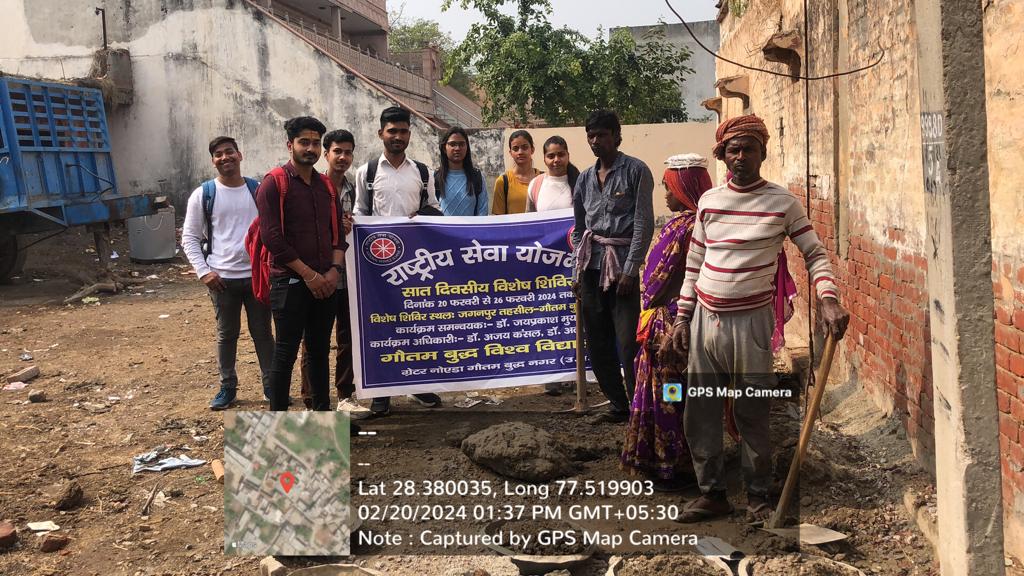 राष्ट्रीय सेवा योज
सात दिवसीय विशेष शिविर
दिनांक 20 फरवरी से 26 फरवरी 2024 तक
विशेष शिविर स्थलः जगनपुर तहसील-गौतम
कार्यक्रम समन्वयकः- डॉ. जयप्रकाश
कार्यक्रम अधिकारीः- डॉ. अजय कंसल, डॉ.
गौतम बुद्ध विश्व विद्या
ग्रेटर नोएडा गौतम बुद्ध नगर (उ
GPS Map Camera
--
--
Lat 28.380035, Long 77.519903
02/20/2024 01:37 PM GMT+05:30
Note : Captured by GPS Map Camera